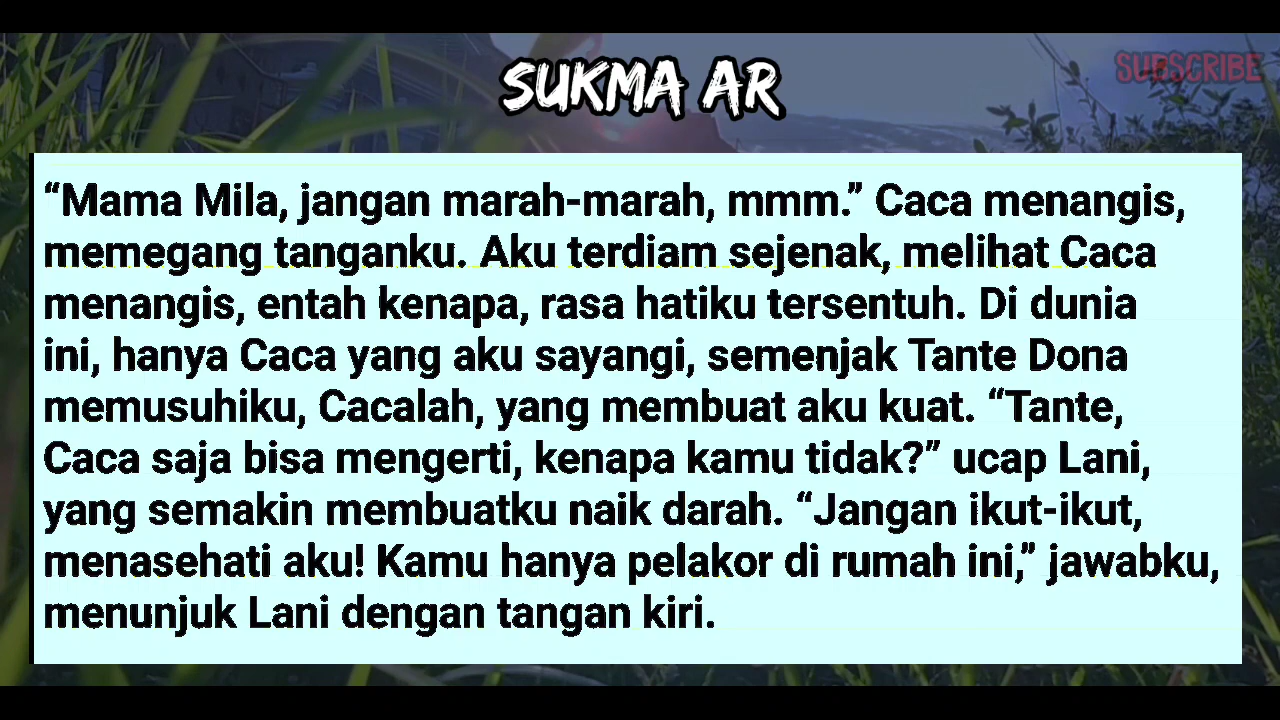 SUKMA AR
SUBSCRIBE
“Mama Mila, jangan marah-marah, mmm.” Caca menangis,
memegang tanganku. Aku terdiam sejenak, melihat Caca
menangis, entah kenapa, rasa hatiku tersentuh. Di dunia
ini, hanya Caca yang aku sayangi, semenjak Tante Dona
memusuhiku, Cacalah, yang membuat aku kuat. “Tante,
Caca saja bisa mengerti, kenapa kamu tidak?” ucap Lani,
yang semakin membuatku naik darah. “Jangan ikut-ikut,
menasehati aku! Kamu hanya pelakor di rumah ini,” jawabku,
menunjuk Lani dengan tangan kiri.